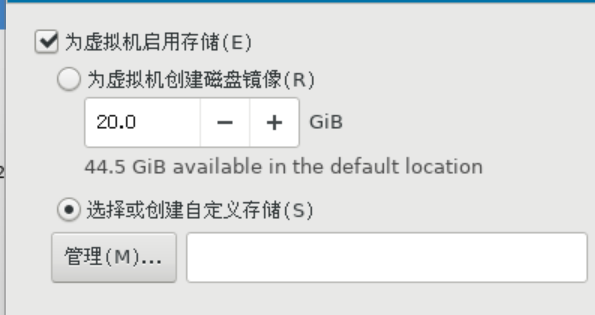 为虚拟机启用存储(E)
为虚拟机创建磁盘镜像(R)
20.0 − + GiB
44.5 GiB available in the default location
选择或创建自定义存储(S)
管理(M)...